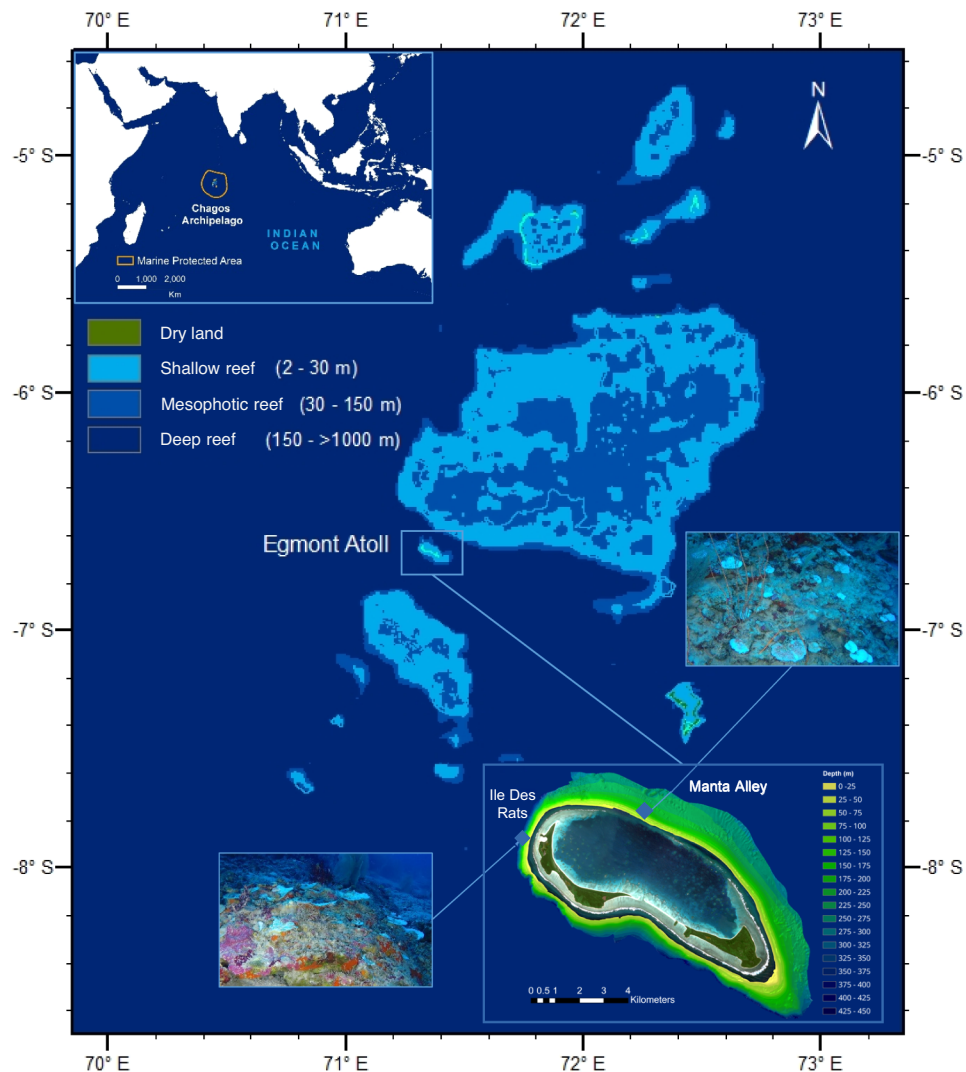 70° E 71° E 72° E 73° E
N
-5° S -5° S
Chagos
Archipelago
INDIAN
OCEAN
Marine Protected Area
0 1,000 2,000
Km
Dry land
Shallow reef (2 - 30 m)
Mesophotic reef (30 - 150 m)
Deep reef (150 - >1000 m)
-6° S -6° S
Egmont Atoll
-7° S -7° S
Ile Des
Rats
Manta Alley
Depth (m)
0 -25
25 - 50
50 - 75
75 - 100
100 - 125
125 - 150
150 - 175
175 - 200
200 - 225
225 - 250
250 - 275
275 - 300
300 - 325
325 - 350
350 - 375
375 - 400
400 - 425
425 - 450
0 0.5 1 2 3 4
Kilometers
-8° S -8° S
70° E 71° E 72° E 73° E